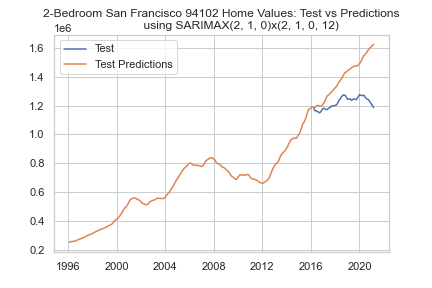 2-Bedroom San Francisco 94102 Home Values: Test vs Predictions
using SARIMAX(2, 1, 0)x(2, 1, 0, 12)
1e6
Test
Test Predictions
1.6
1.4
1.2
1.0
0.8
0.6
0.4
0.2
1996 2000 2004 2008 2012 2016 2020